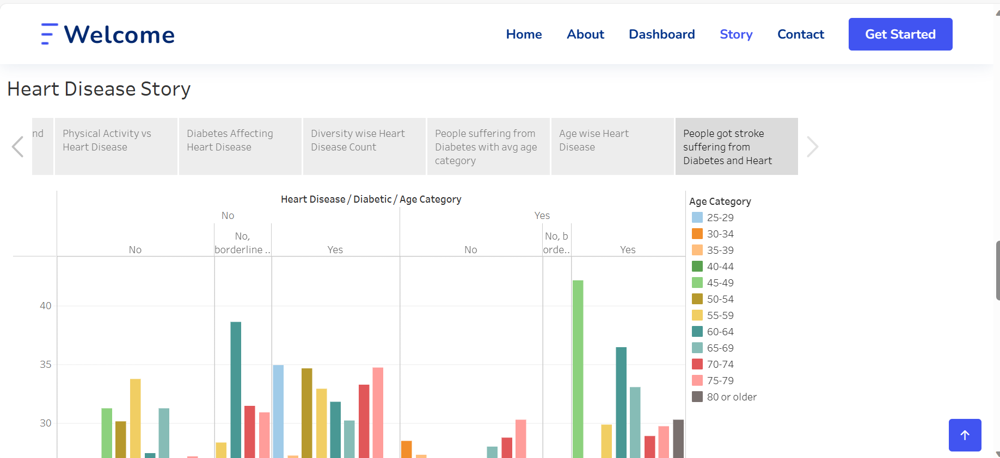 Welcome
Home
About
Dashboard
Story
Contact
Get Started
Heart Disease Story
nd
Physical Activity vs
Heart Disease
Diabetes Affecting
Heart Disease
Diversity wise Heart
Disease Count
People suffering from
Diabetes with avg age
category
Age wise Heart
Disease
People got stroke
suffering from
Diabetes and Heart
Heart Disease / Diabetic / Age Category
No
Yes
No
No,
borderline ..
Yes
No
No, b
orde..
Yes
40
35
30
Age Category
25-29
30-34
35-39
40-44
45-49
50-54
55-59
60-64
65-69
70-74
75-79
80 or older